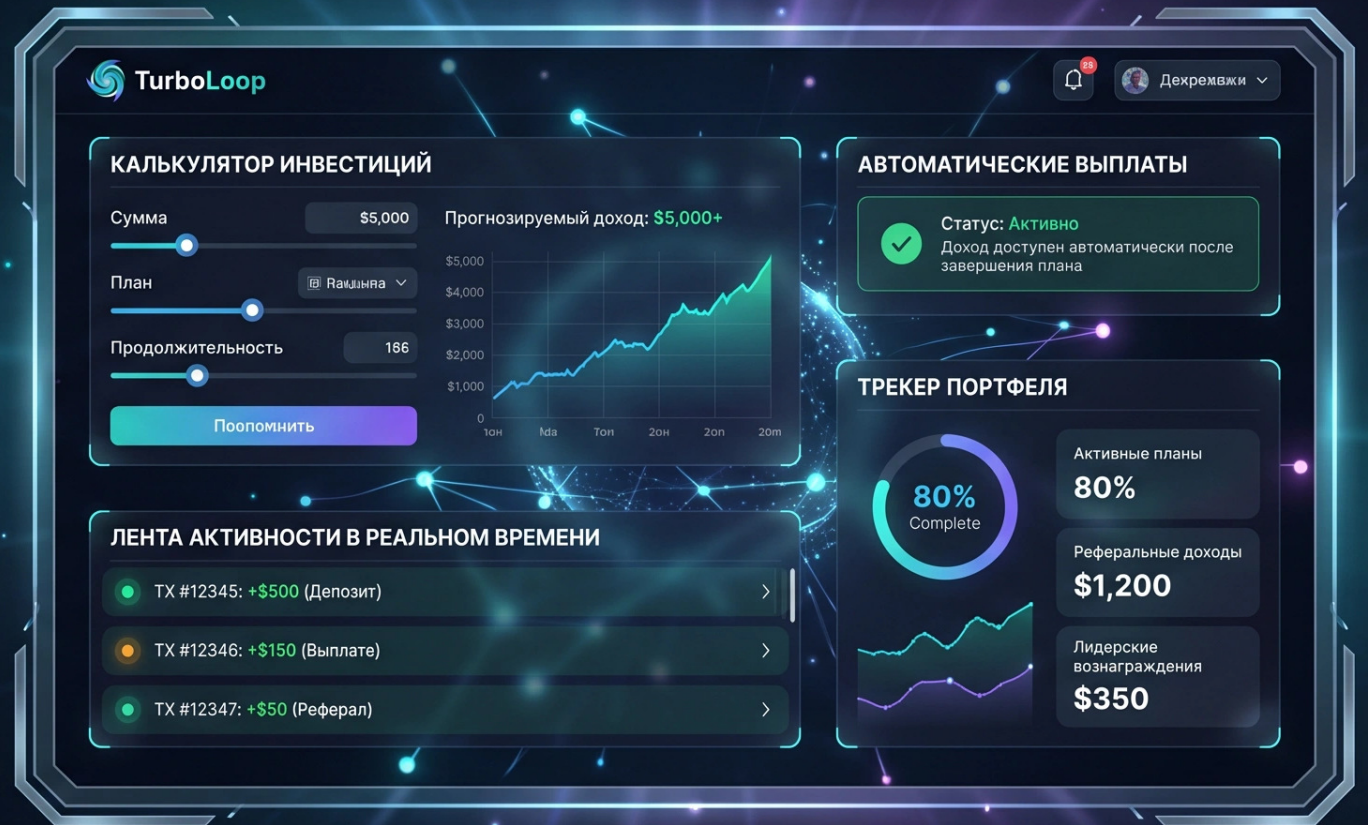 TurboLoop
28
Дехремвжи
КАЛЬКУЛЯТОР ИНВЕСТИЦИЙ
Сумма
$5,000
План
Продолжительность
186
Поопомнить
Прогнозируемый доход: $5,000+
$5,000
$4,000
$3,000
$2,000
$1,000
0
1он
Nda
Топ
2он
2оп
20m
АВТОМАТИЧЕСКИЕ ВЫПЛАТЫ
Статус: Активно
Доход доступен автоматически после
завершения плана
ТРЕКЕР ПОРТФЕЛЯ
80%
Complete
Активные планы
80%
Реферальные доходы
$1,200
Лидерские
вознаграждения
$350
ЛЕНТА АКТИВНОСТИ В РЕАЛЬНОМ ВРЕМЕНИ
TX #12345: +$500 (Депозит)
TX #12346: +$150 (Выплате)
TX #12347: +$50 (Реферал)